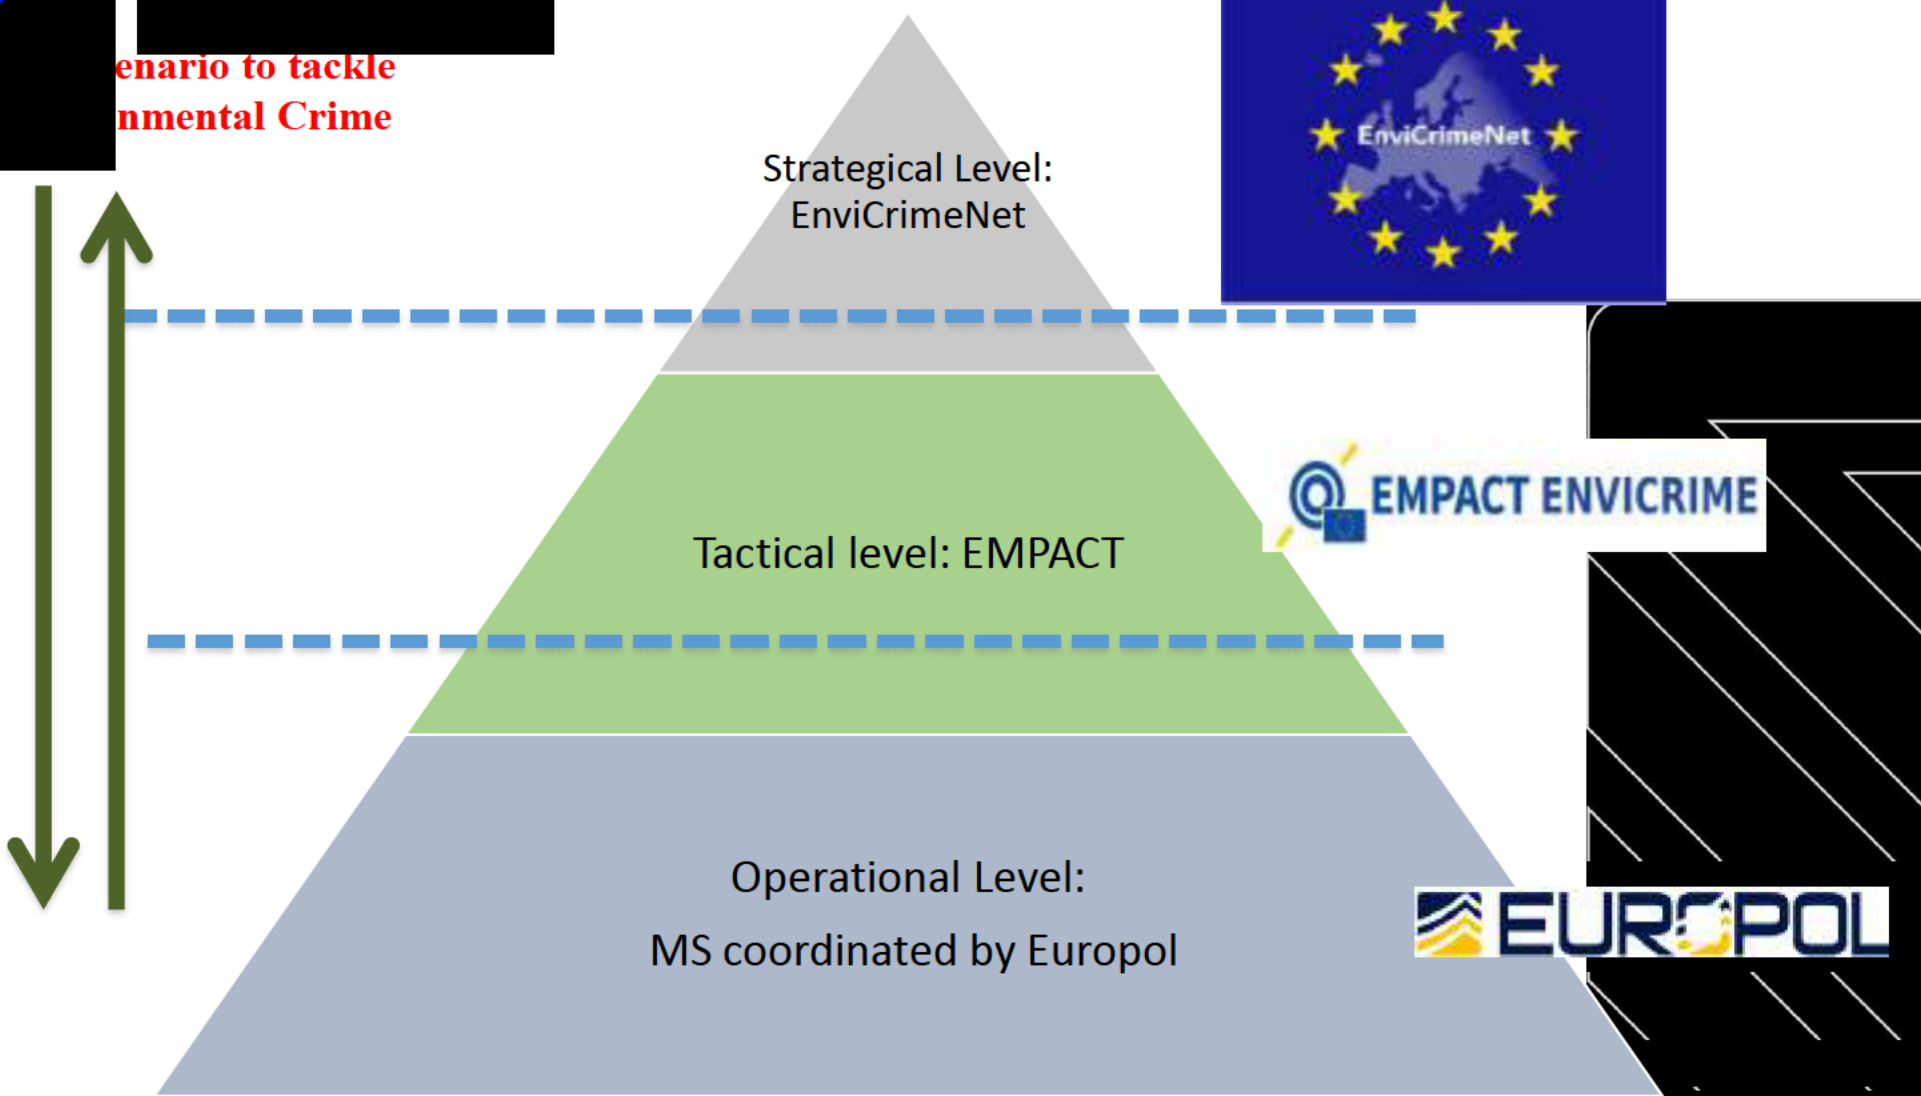 enario to tackle
nmental Crime
Strategical Level:
EnviCrimeNet
EnviCrimeNet
EMPACT ENVICRIME
Tactical level: EMPACT
Operational Level:
MS coordinated by Europol
EUROPOL